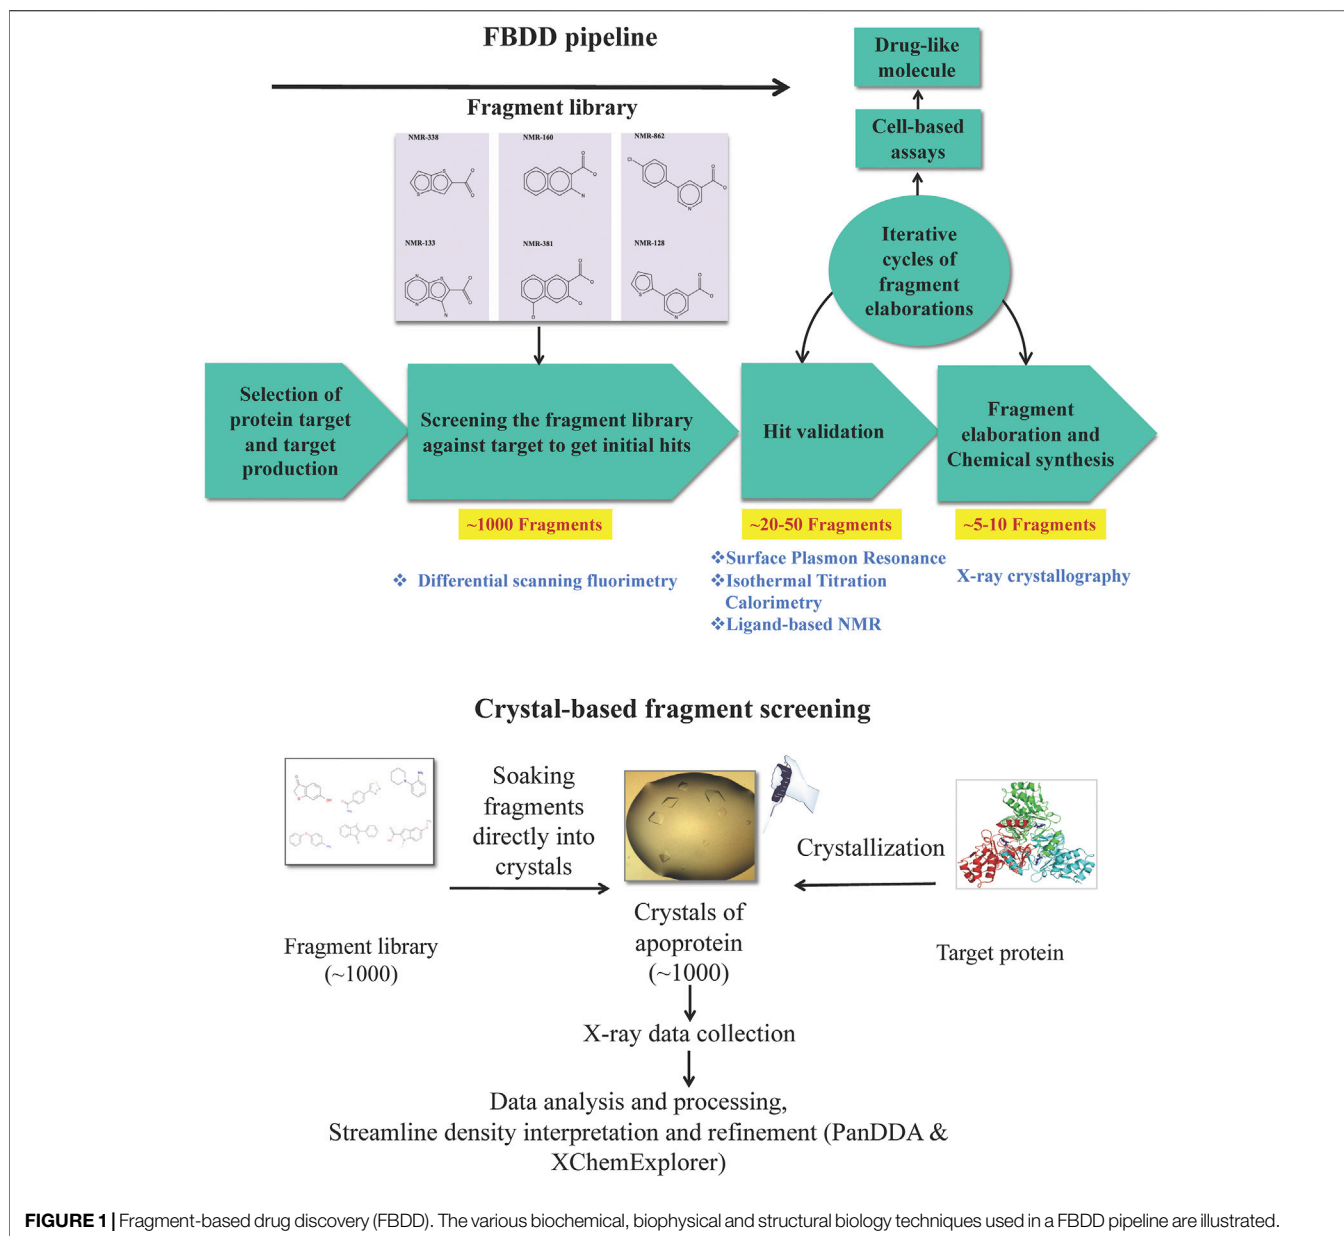 FBDD pipeline
Fragment library
NMR-338
NMR-160
NMR-862
NMR-133
NMR-381
NMR-128
Drug-like
molecule
Cell-based
assays
Iterative
cycles of
fragment
elaborations
Selection of
protein target
and target
production
Screening the fragment library
against target to get initial hits
Hit validation
Fragment
elaboration and
Chemical synthesis
~1000 Fragments
~20-50 Fragments
~5-10 Fragments
❖ Differential scanning fluorimetry
❖Surface Plasmon Resonance
❖Isothermal Titration
Calorimetry
❖Ligand-based NMR
X-ray crystallography
Crystal-based fragment screening
Soaking
fragments
directly into
crystals
Crystallization
Fragment library
(~1000)
Crystals of
apoprotein
(~1000)
Target protein
X-ray data collection
Data analysis and processing,
Streamline density interpretation and refinement (PanDDA &
XChemExplorer)
FIGURE 1 | Fragment-based drug discovery (FBDD). The various biochemical, biophysical and structural biology techniques used in a FBDD pipeline are illustrated.